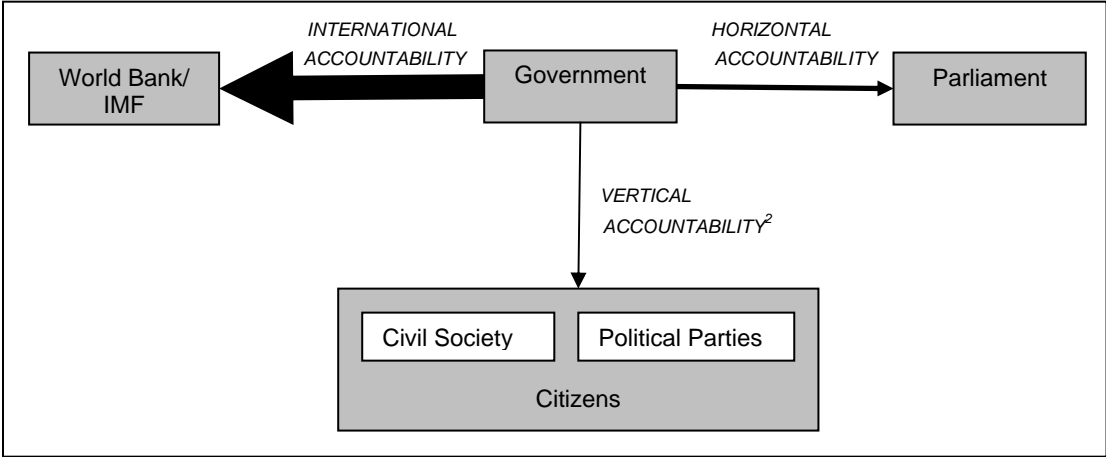 INTERNATIONAL
ACCOUNTABILITY
HORIZONTAL
ACCOUNTABILITY
World Bank/
IMF
Government
Parliament
VERTICAL
ACCOUNTABILITY²
Civil Society
Political Parties
Citizens